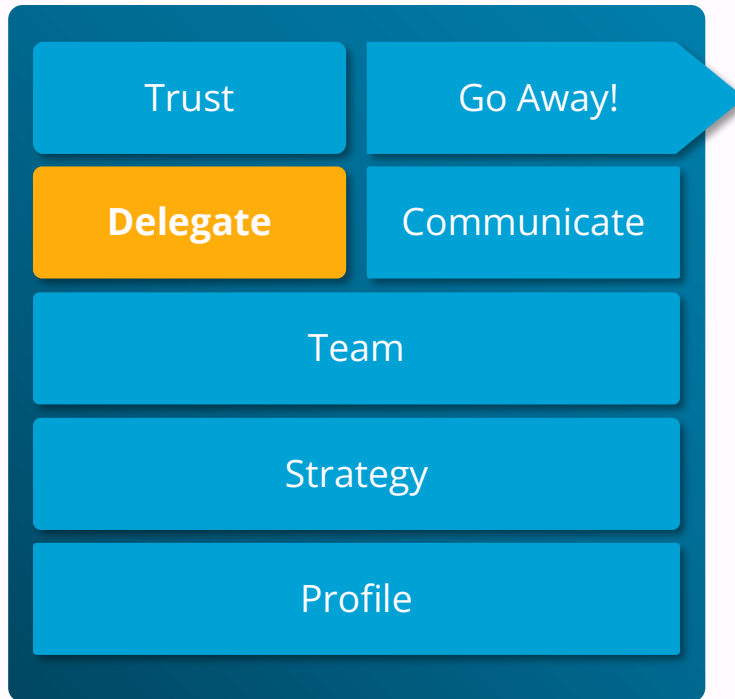 Trust
Go Away!
Delegate
Communicate
Team
Strategy
Profile